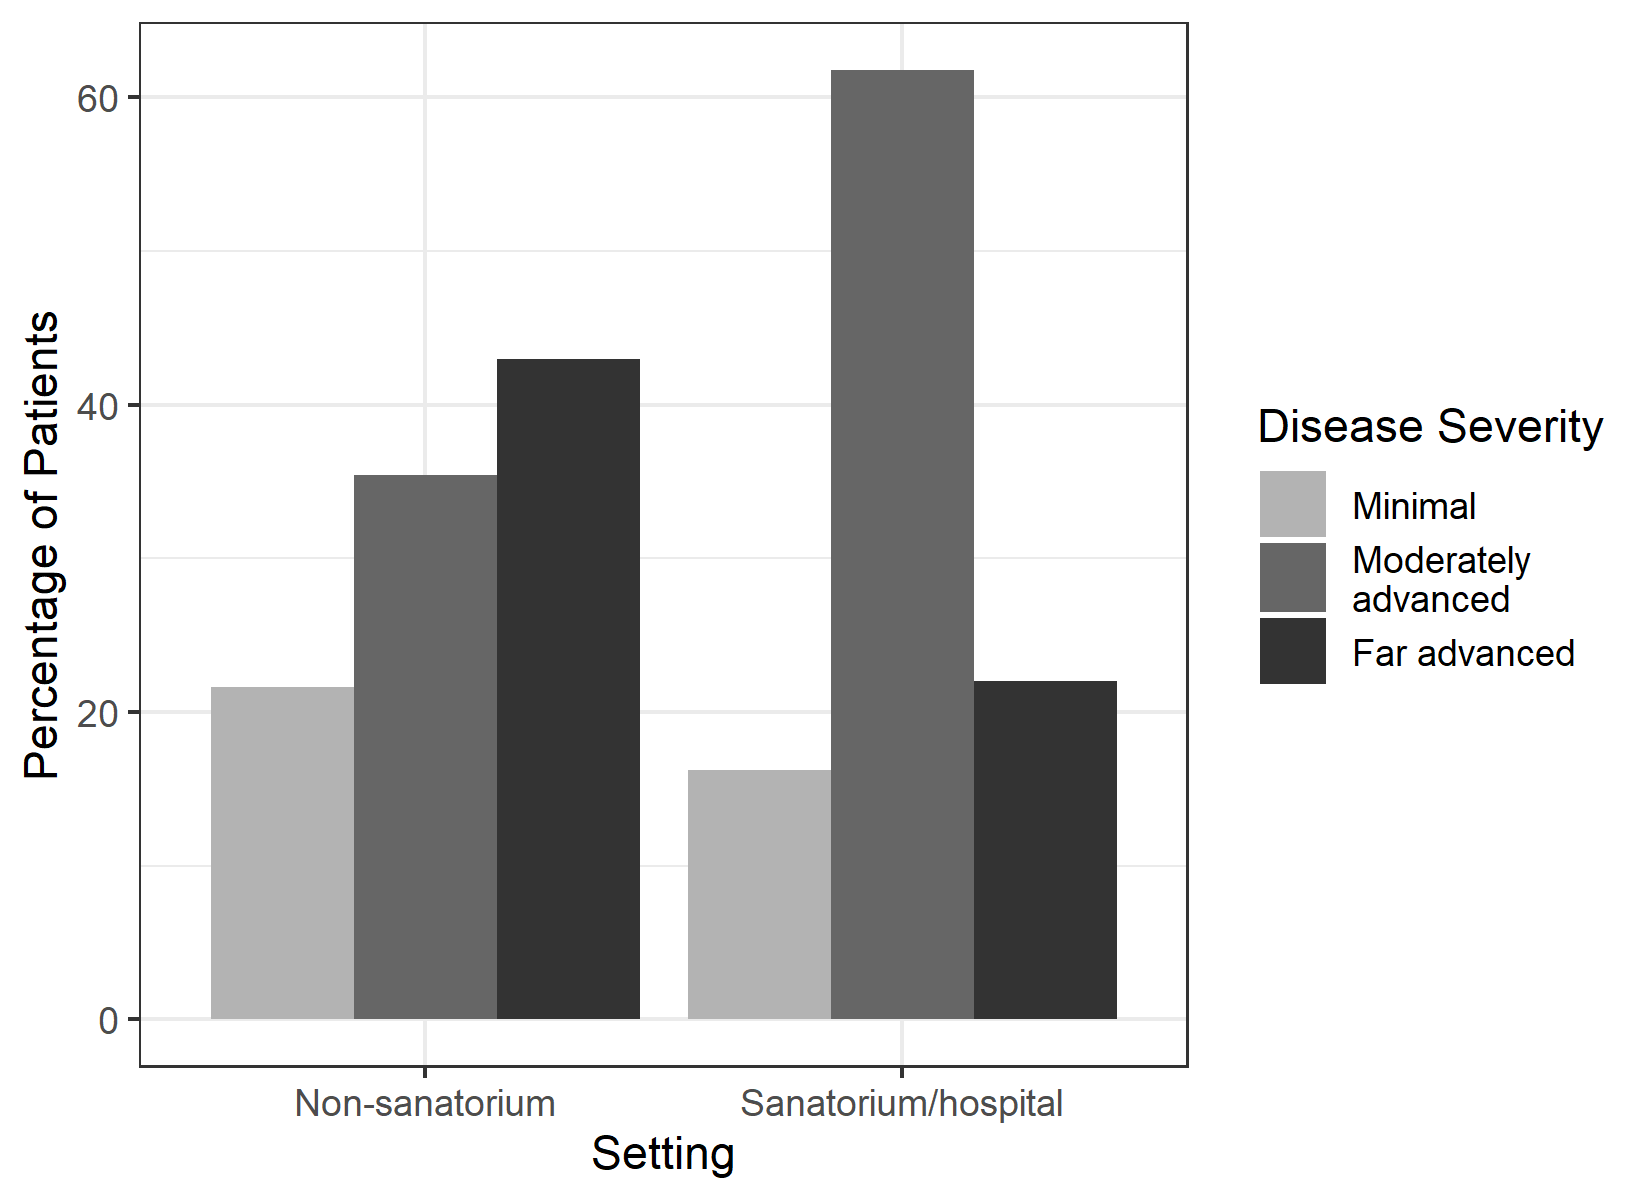 Percentage of Patients
60
40
20
0
Non-sanatorium
Sanatorium/hospital
Setting
Disease Severity
Minimal
Moderately
advanced
Far advanced